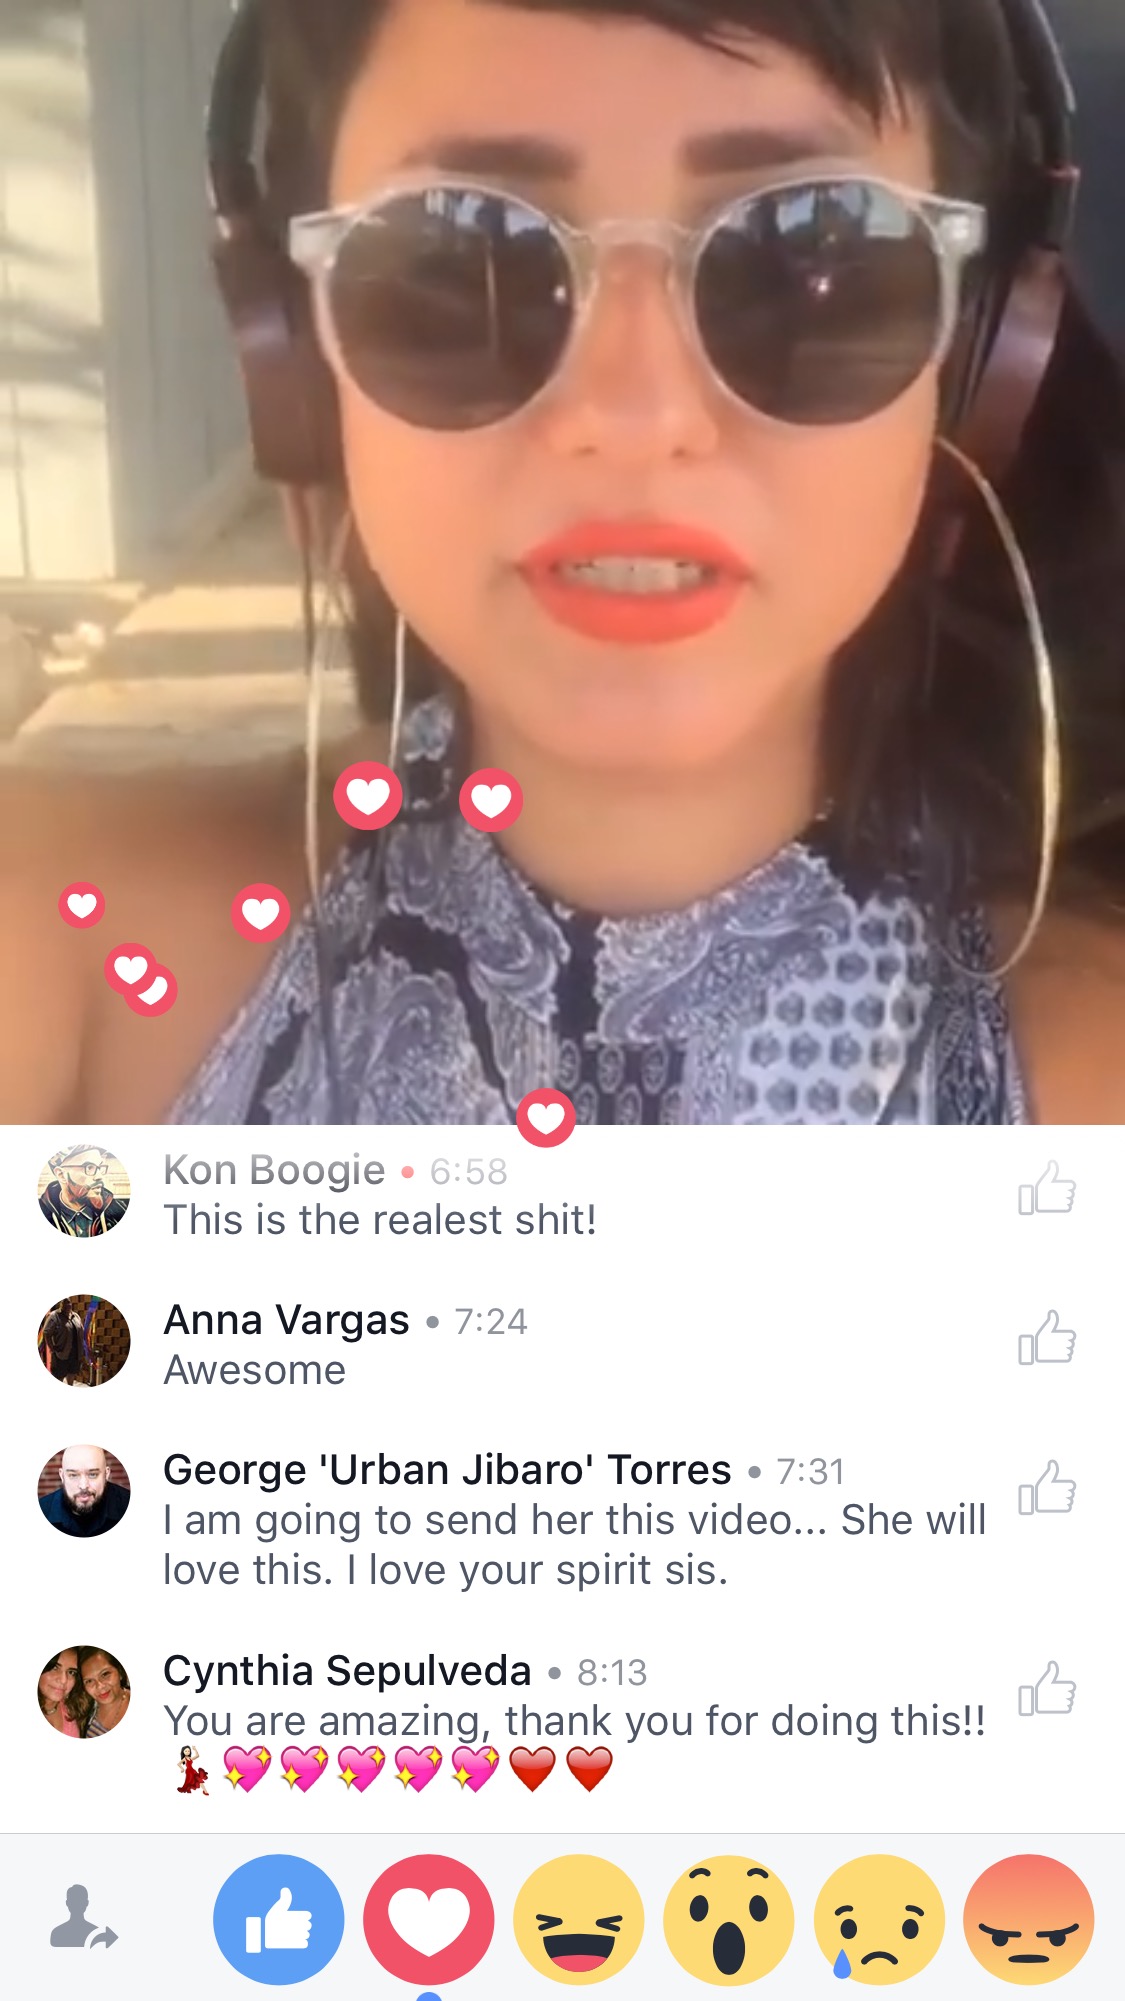 Kon Boogie • 6:58
This is the realest shit!
Anna Vargas • 7:24
Awesome
George 'Urban Jibaro' Torres • 7:31
I am going to send her this video... She will
love this. I love your spirit sis.
Cynthia Sepulveda • 8:13
You are amazing, thank you for doing this!!
💃💖💖💖💖💖❤️❤️